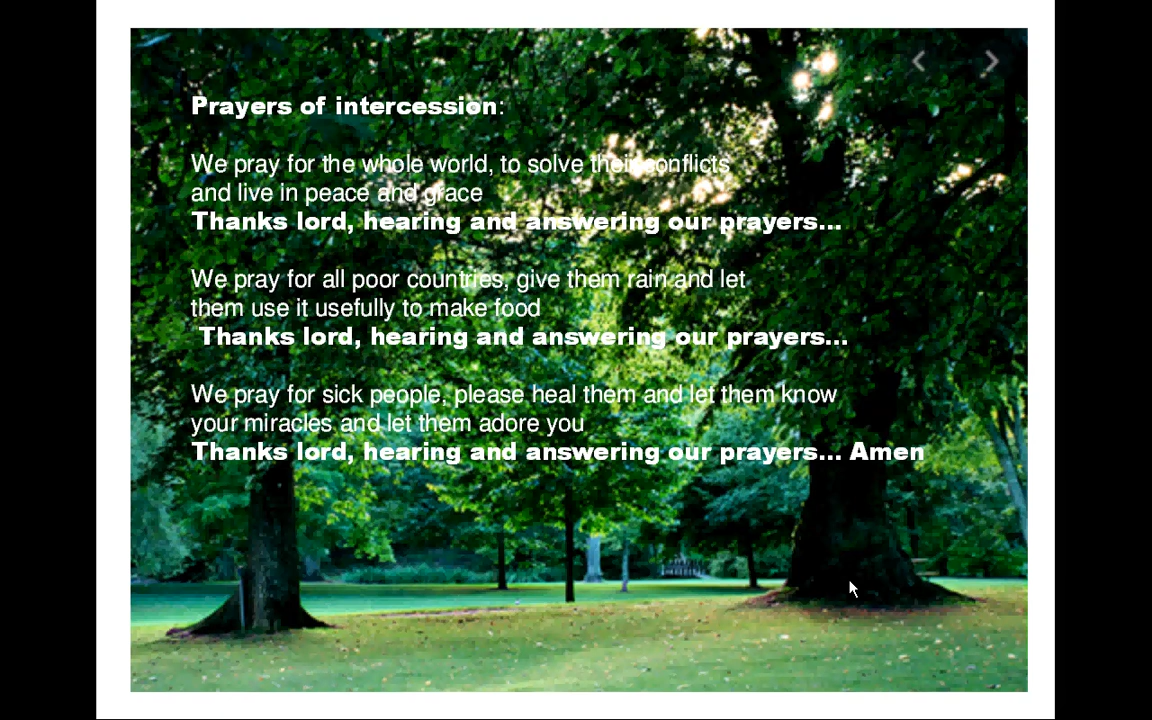 Prayers of intercession:
We pray for the whole world, to solve their conflicts
and live in peace and grace
Thanks lord, hearing and answering our prayers...
We pray for all poor countries, give them rain and let
them use it usefully to make food
Thanks lord, hearing and answering our prayers...
We pray for sick people, please heal them and let them know
your miracles and let them adore you
Thanks lord, hearing and answering our prayers... Amen